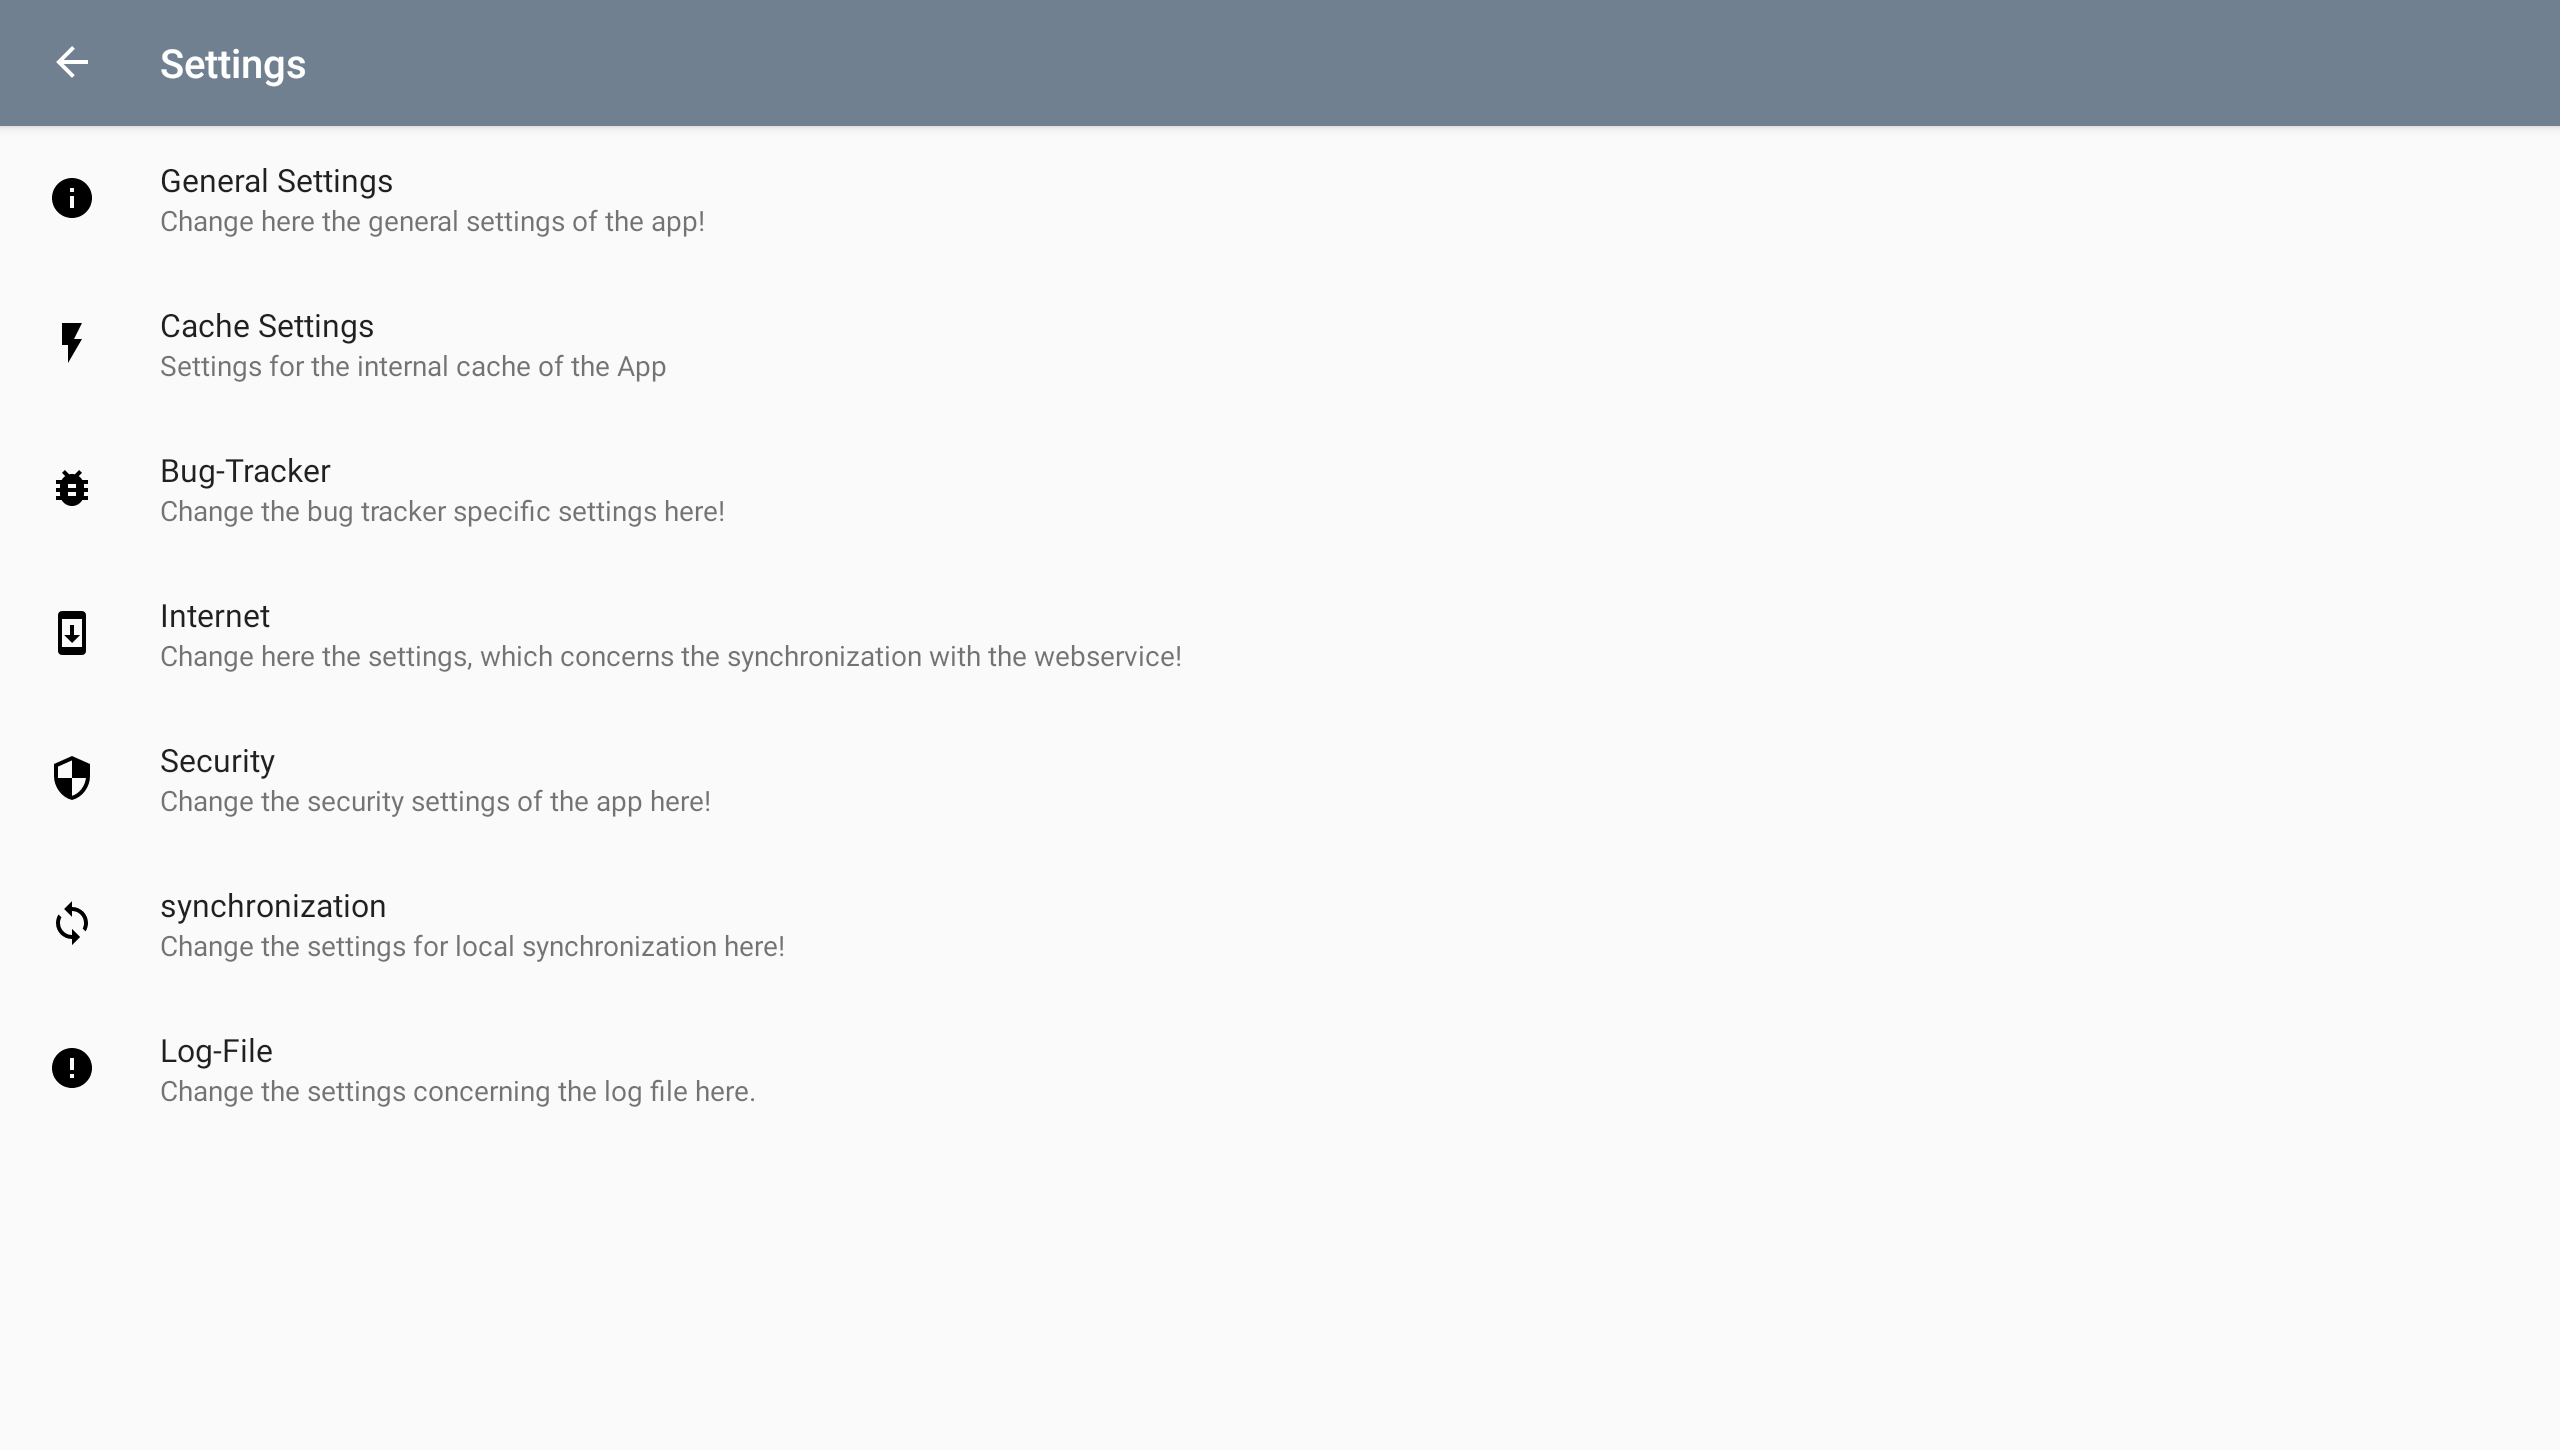 Settings
General Settings
Change here the general settings of the app!
Cache Settings
Settings for the internal cache of the App
Bug-Tracker
Change the bug tracker specific settings here!
Internet
Change here the settings, which concerns the synchronization with the webservice!
Security
Change the security settings of the app here!
synchronization
Change the settings for local synchronization here!
Log-File
Change the settings concerning the log file here.